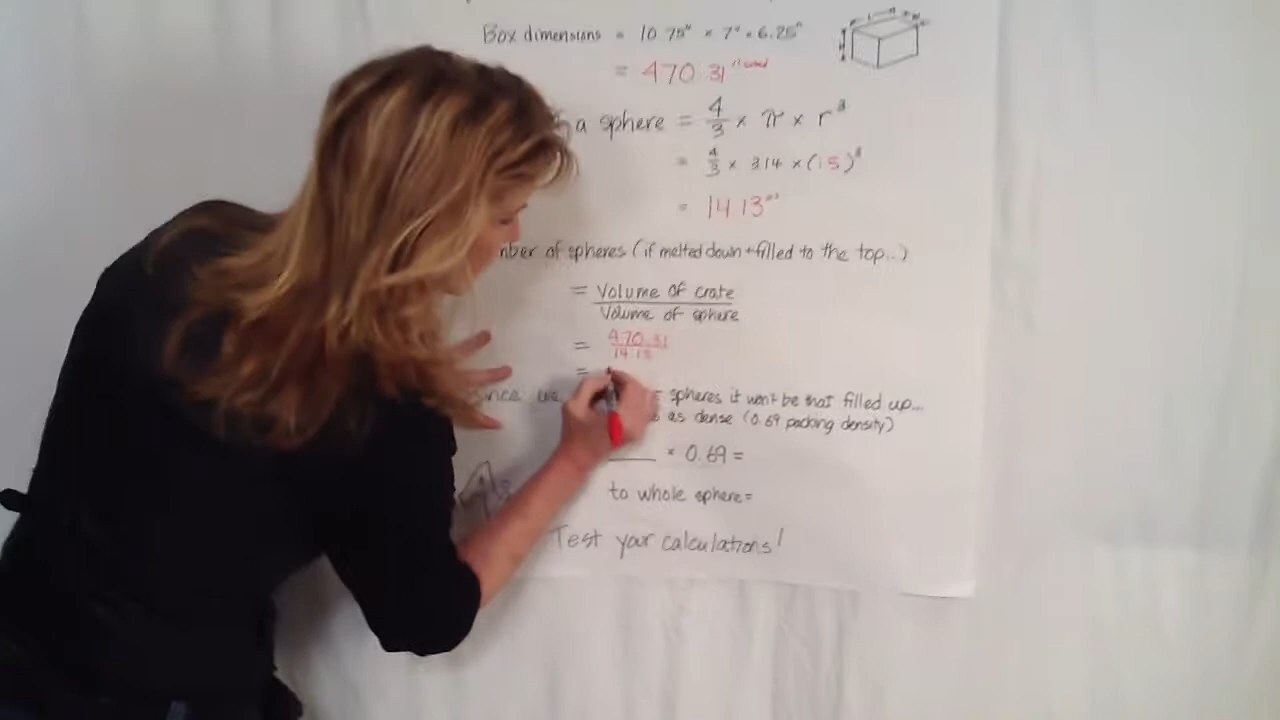 Box dimensions = 10.75" × 7" × 6.25"
= 470.31
a sphere = 4/3 × π × r³
= 4/3 × 3.14 × (1.5)³
= 14.13
of spheres (if melted down + filled to the top...)
= Volume of crate
Volume of sphere
= 470.31
14.13
=
since we spheres it won't be that filled up...
as dense (0.69 packing density)
____ × 0.69 =
to whole sphere =
Test your calculations!